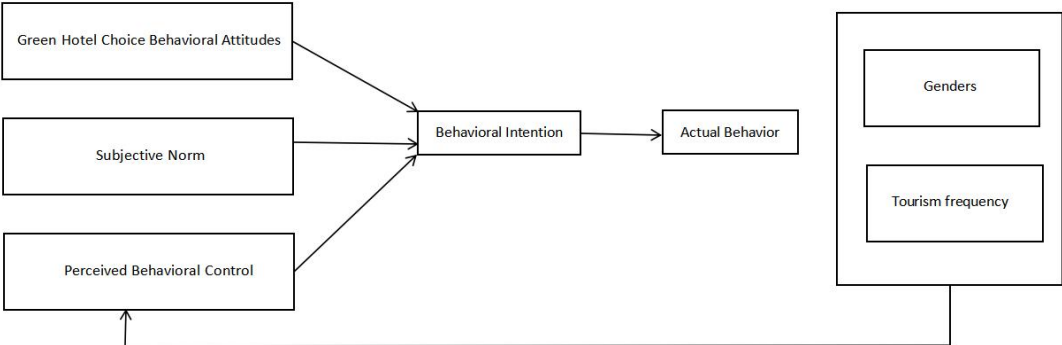 Green Hotel Choice Behavioral Attitudes
Subjective Norm
Perceived Behavioral Control
Behavioral Intention
Actual Behavior
Genders
Tourism frequency